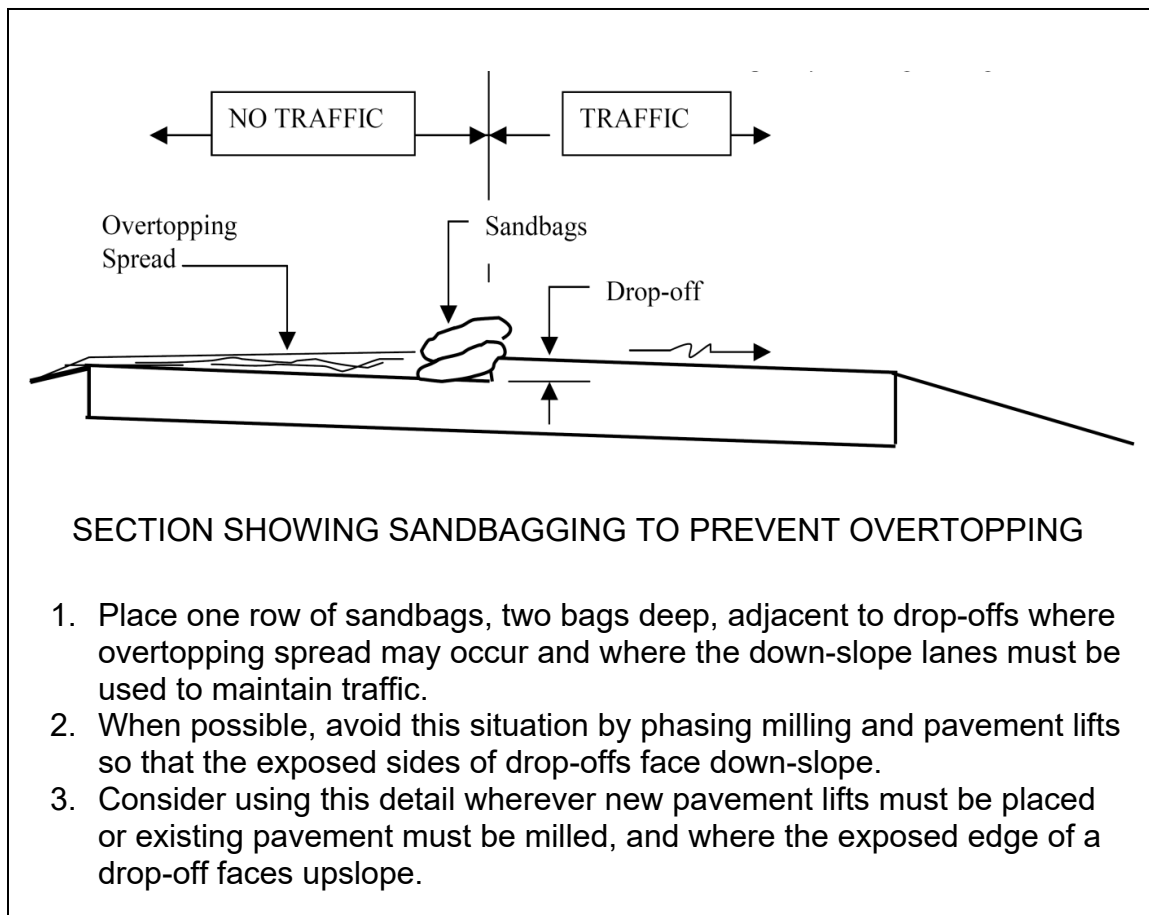 NO TRAFFIC
TRAFFIC
Overtopping
Spread
Sandbags
Drop-off
SECTION SHOWING SANDBAGGING TO PREVENT OVERTOPPING
1. Place one row of sandbags, two bags deep, adjacent to drop-offs where
overtopping spread may occur and where the down-slope lanes must be
used to maintain traffic.
2. When possible, avoid this situation by phasing milling and pavement lifts
so that the exposed sides of drop-offs face down-slope.
3. Consider using this detail wherever new pavement lifts must be placed
or existing pavement must be milled, and where the exposed edge of a
drop-off faces upslope.